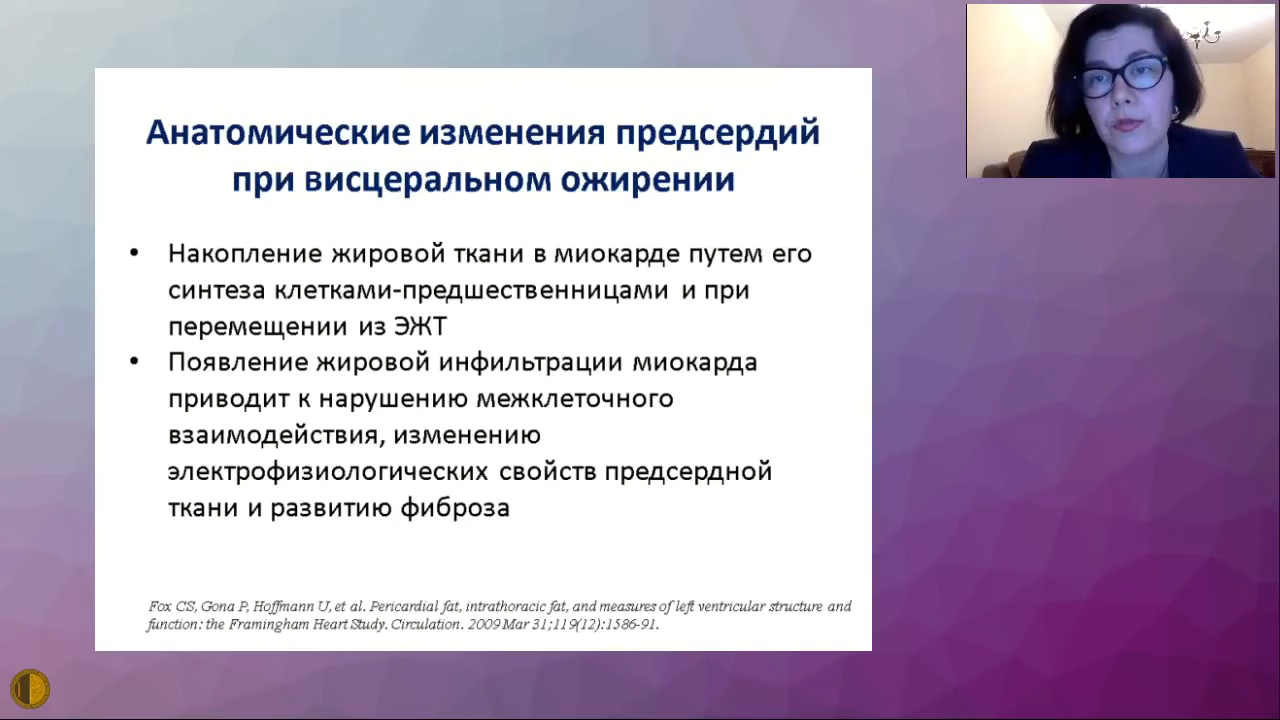 Анатомические изменения предсердий
при висцеральном ожирении
• Накопление жировой ткани в миокарде путем его
синтеза клетками-предшественницами и при
перемещении из ЭЖТ
• Появление жировой инфильтрации миокарда
приводит к нарушению межклеточного
взаимодействия, изменению
электрофизиологических свойств предсердной
ткани и развитию фиброза
Fox CS, Gona P, Hoffmann U, et al. Pericardial fat, intrathoracic fat, and measures of left ventricular structure and
function: the Framingham Heart Study. Circulation. 2009 Mar 31;119(12):1586-91.